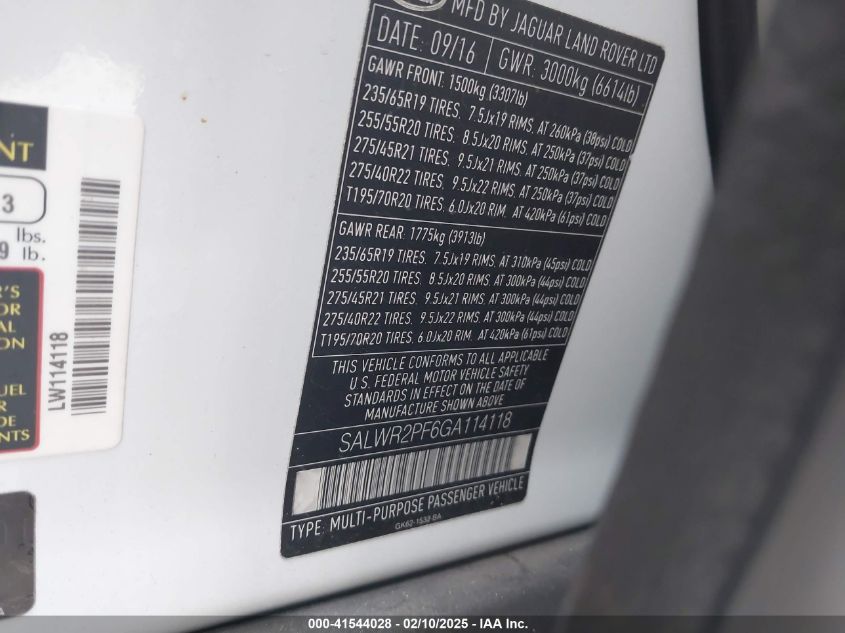 MFD BY JAGUAR LAND ROVER LTD
DATE: 09/16 GWR: 3000kg (6614lb)
GAWR FRONT: 1500kg (3307lb)
235/65R19 TIRES. 7.5Jx19 RIMS. AT 260kPa (38psi) COLD
255/55R20 TIRES. 8.5Jx20 RIMS. AT 250kPa (37psi) COLD
275/45R21 TIRES. 9.5Jx21 RIMS. AT 250kPa (37psi) COLD
275/40R22 TIRES. 9.5Jx22 RIMS. AT 250kPa (37psi) COLD
T195/70R20 TIRES. 6.0Jx20 RIM. AT 420kPa (61psi) COLD
GAWR REAR: 1775kg (3913lb)
235/65R19 TIRES. 7.5Jx19 RIMS. AT 310kPa (45psi) COLD
255/55R20 TIRES. 8.5Jx20 RIMS. AT 300kPa (44psi) COLD
275/45R21 TIRES. 9.5Jx21 RIMS. AT 300kPa (44psi) COLD
275/40R22 TIRES. 9.5Jx22 RIMS. AT 300kPa (44psi) COLD
T195/70R20 TIRES. 6.0Jx20 RIM. AT 420kPa (61psi) COLD
THIS VEHICLE CONFORMS TO ALL APPLICABLE
U.S. FEDERAL MOTOR VEHICLE SAFETY
STANDARDS IN EFFECT ON THE DATE OF
MANUFACTURE SHOWN ABOVE
SALWR2PF6GA114118
TYPE: MULTI-PURPOSE PASSENGER VEHICLE
GK62-1532-BA
NT
3
lbs.
9 lb.
R'S
OR
AL
ON
UEL
R
DE
ENTS
LW114118
000-41544028 - 02/10/2025 - IAA Inc.